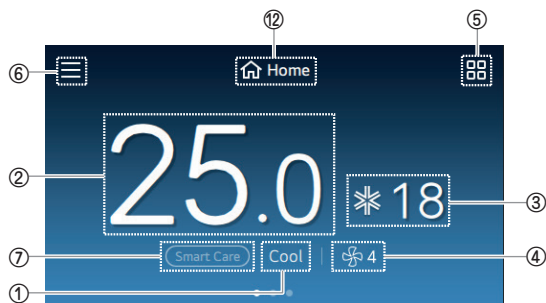 ⑫ ⑤
⑥ Home
② 25.0 18 ③
⑦ Smart Care Cool 4 ④
①